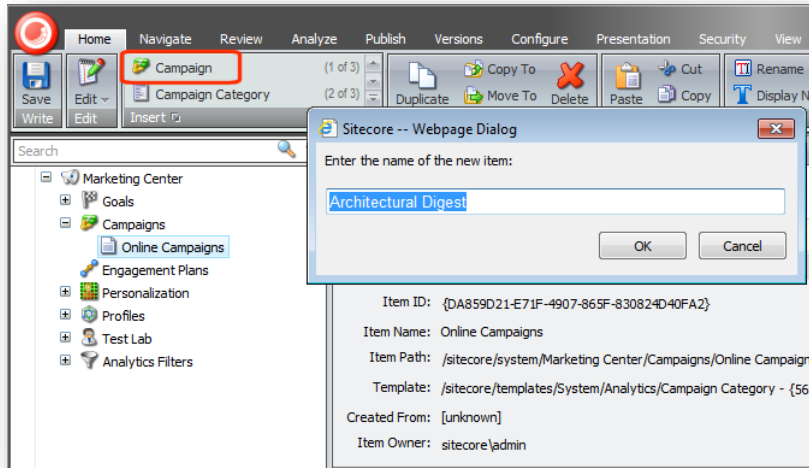 Home Navigate Review Analyze Publish Versions Configure Presentation Security View
Campaign (1 of 3)
Campaign Category (2 of 3)
Save Edit Duplicate Copy To Move To Delete Paste Cut Copy Rename Display N
Write Edit Insert
Sitecore -- Webpage Dialog
Enter the name of the new item:
Architectural Digest
OK Cancel
Search
Marketing Center
Goals
Campaigns
Online Campaigns
Engagement Plans
Personalization
Profiles
Test Lab
Analytics Filters
Item ID: {DA859D21-E71F-4907-865F-830824D40FA2}
Item Name: Online Campaigns
Item Path: /sitecore/system/Marketing Center/Campaigns/Online Campaign
Template: /sitecore/templates/System/Analytics/Campaign Category - {56
Created From: [unknown]
Item Owner: sitecore\admin